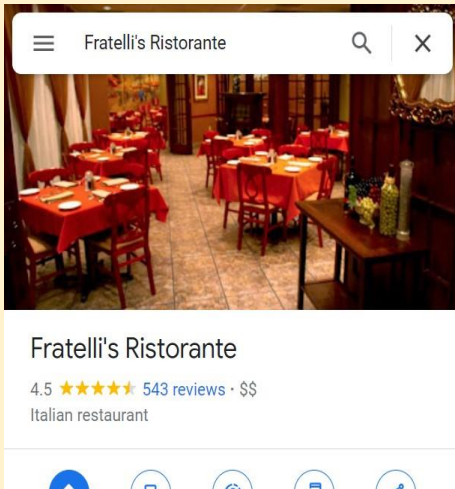 Fratelli's Ristorante
Fratelli's Ristorante
4.5 543 reviews · $$
Italian restaurant